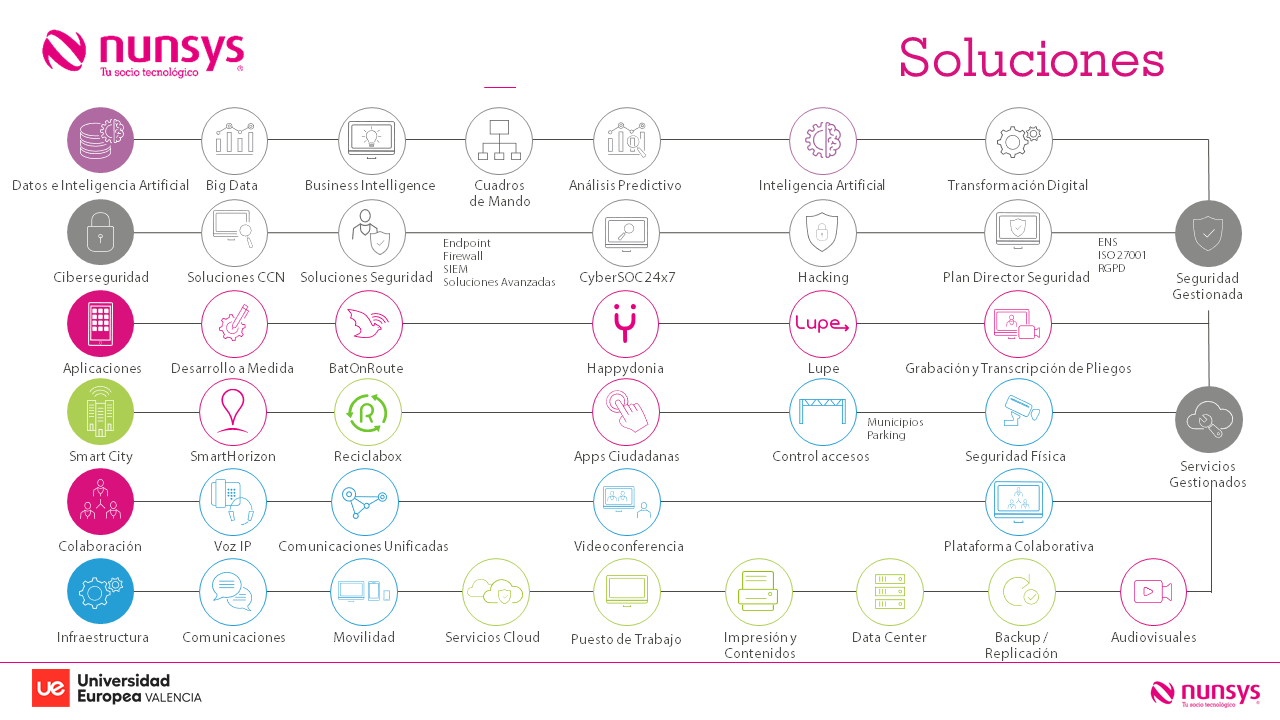 nunsys
Tu socio tecnológico
Soluciones
Datos e Inteligencia Artificial
Big Data
Business Intelligence
Cuadros
de Mando
Análisis Predictivo
Inteligencia Artificial
Transformación Digital
Ciberseguridad
Soluciones CCN
Soluciones Seguridad
Endpoint
Firewall
SIEM
Soluciones Avanzadas
CyberSOC 24x7
Hacking
Plan Director Seguridad
ENS
ISO 27001
RGPD
Seguridad
Gestionada
Aplicaciones
Desarrollo a Medida
BatOnRoute
Happydonia
Lupe
Lupe
Grabación y Transcripción de Pliegos
Smart City
SmartHorizon
R
Reciclabox
Apps Ciudadanas
Control accesos
Municipios
Parking
Seguridad Física
Servicios
Gestionados
Colaboración
Voz IP
Comunicaciones Unificadas
Videoconferencia
Plataforma Colaborativa
Infraestructura
Comunicaciones
Movilidad
Servicios Cloud
Puesto de Trabajo
Impresión y
Contenidos
Data Center
Backup /
Replicación
Audiovisuales
ue Universidad
Europea VALENCIA
nunsys
Tu socio tecnológico